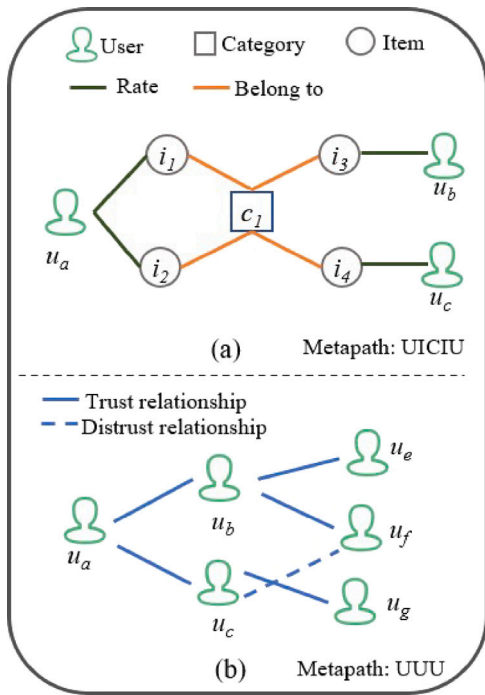 User Category Item
Rate Belong to
i1 i3
ub
c1
ua
i2 i4
uc
(a) Metapath: UICIU
Trust relationship
Distrust relationship
ue
ub
uf
ua
ug
uc
(b) Metapath: UUU